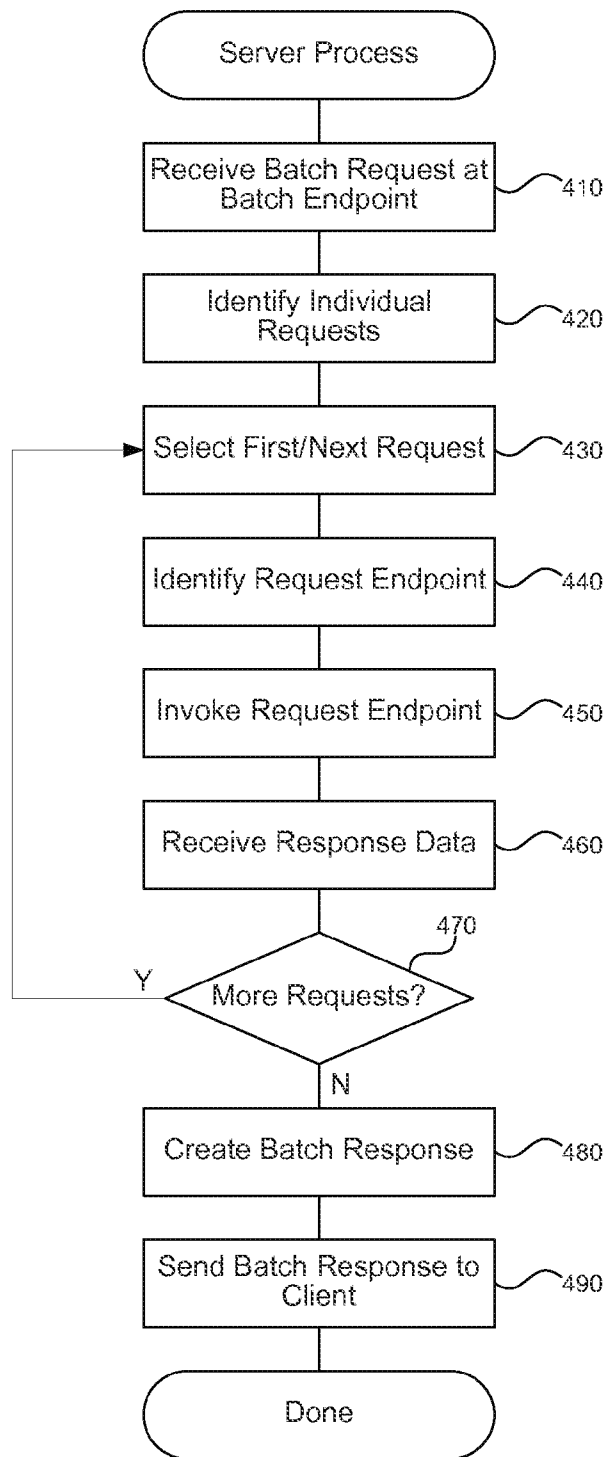 Server Process
Receive Batch Request at
Batch Endpoint
410
Identify Individual
Requests
420
Select First/Next Request
430
Identify Request Endpoint
440
Invoke Request Endpoint
450
Receive Response Data
460
470
Y
More Requests?
N
Create Batch Response
480
Send Batch Response to
Client
490
Done